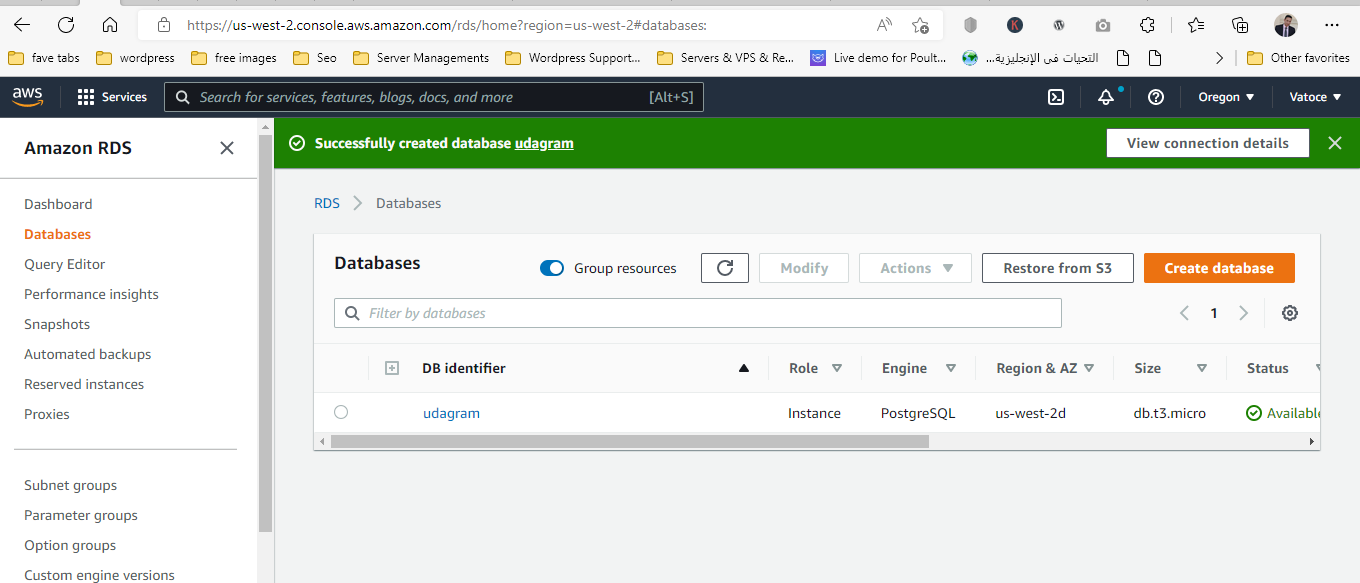 https://us-west-2.console.aws.amazon.com/rds/home?region=us-west-2#databases:
fave tabs wordpress free images Seo Server Managements Wordpress Support... Servers & VPS & Re... Live demo for Poult... التحيات في الإنجليزية... Other favorites
aws Services Search for services, features, blogs, docs, and more [Alt+S] Oregon Vatoce
Amazon RDS
Dashboard
Databases
Query Editor
Performance insights
Snapshots
Automated backups
Reserved instances
Proxies
Subnet groups
Parameter groups
Option groups
Custom engine versions
Successfully created database udagram View connection details
RDS Databases
Databases Group resources Modify Actions Restore from S3 Create database
Filter by databases 1
DB identifier Role Engine Region & AZ Size Status
udagram Instance PostgreSQL us-west-2d db.t3.micro Available